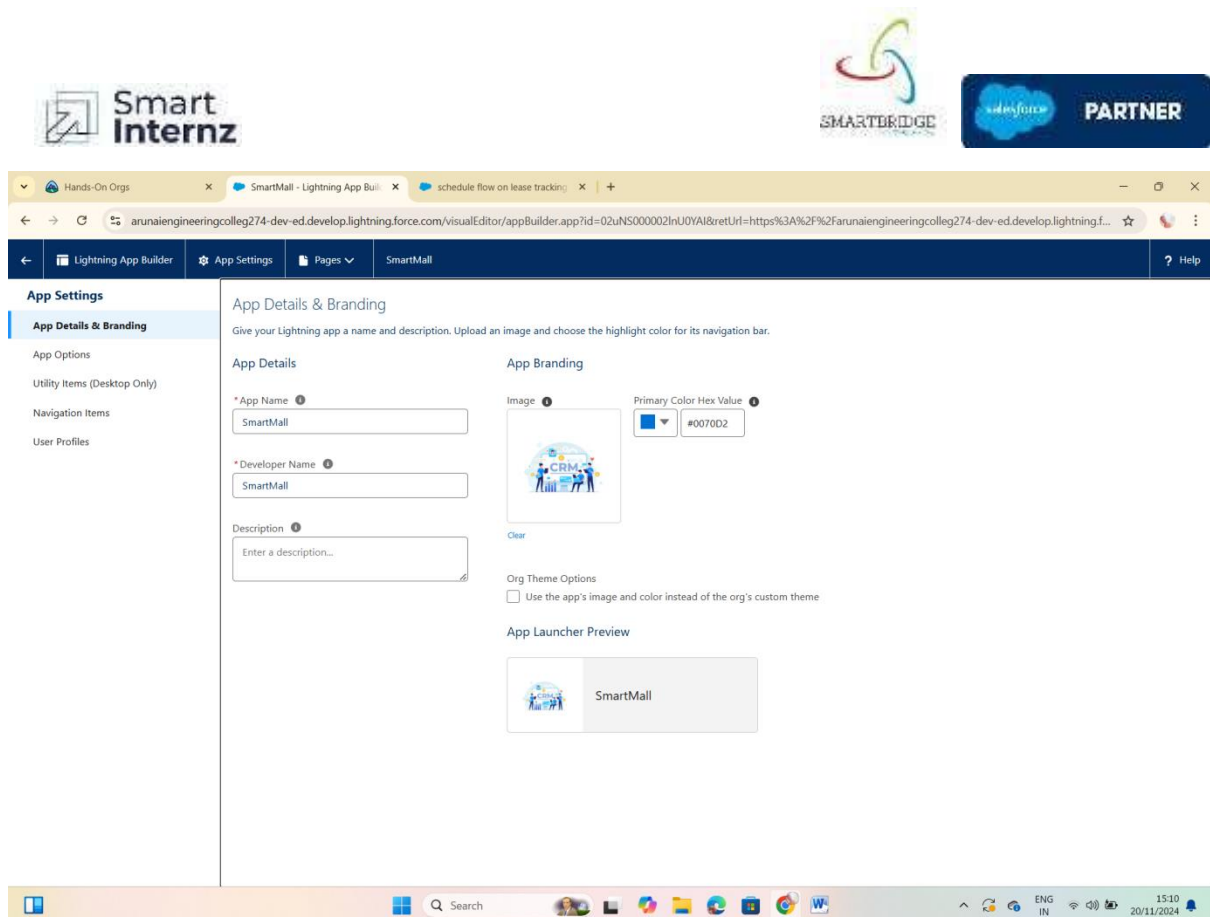 Smart
Internz
SMARTBRIDGE
salesforce
PARTNER
Hands-On Orgs
SmartMall - Lightning App Buil
schedule flow on lease tracking
arunaiengineeringcolleg274-dev-ed.develop.lightning.force.com/visualEditor/appBuilder.app?id=02uNS000002lnU0YAI&retUrl=https%3A%2F%2Farunaiengineeringcolleg274-dev-ed.develop.lightning.f...
Lightning App Builder
App Settings
Pages
SmartMall
? Help
App Settings
App Details & Branding
App Options
Utility Items (Desktop Only)
Navigation Items
User Profiles
App Details & Branding
Give your Lightning app a name and description. Upload an image and choose the highlight color for its navigation bar.
App Details
*App Name
SmartMall
*Developer Name
SmartMall
Description
Enter a description...
App Branding
Image
CRM
Clear
Primary Color Hex Value
#0070D2
Org Theme Options
Use the app's image and color instead of the org's custom theme
App Launcher Preview
CRM
SmartMall
Search
ENG
IN
15:10
20/11/2024